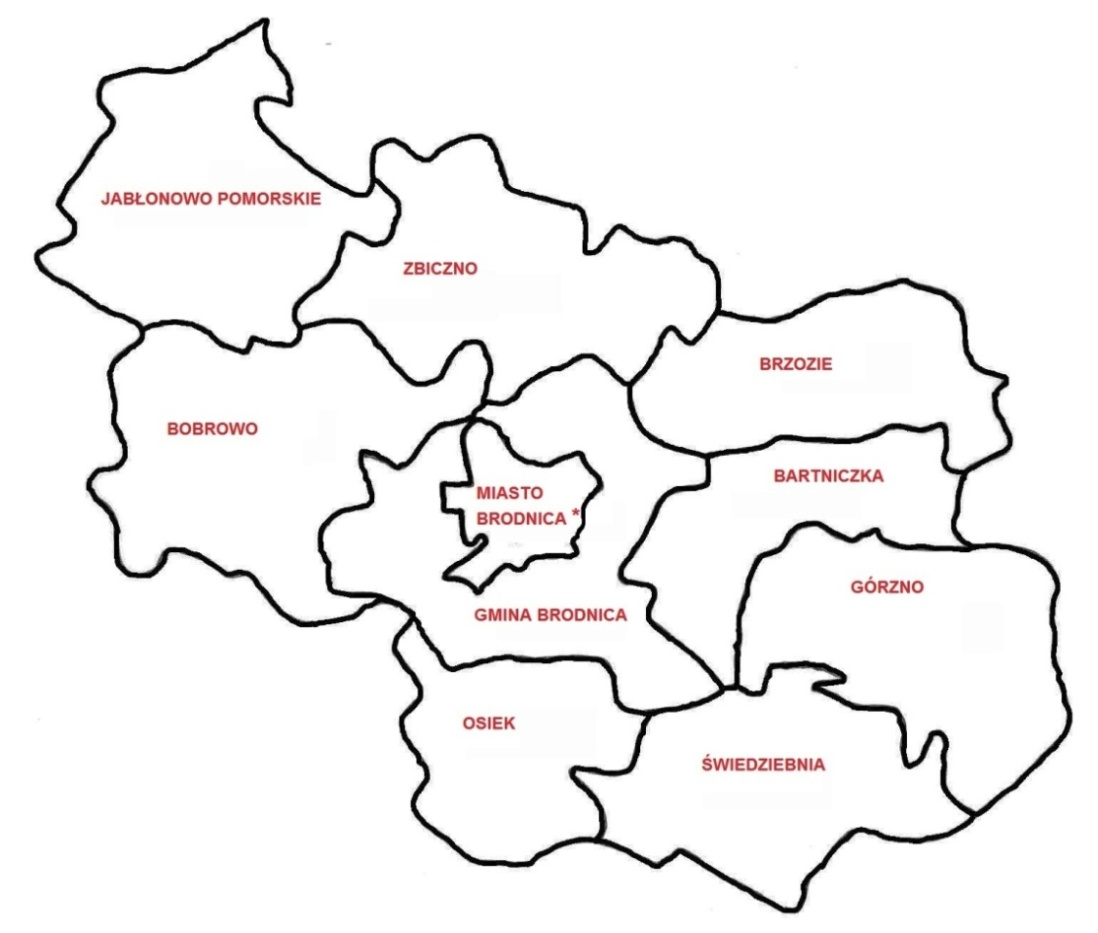 JABŁONOWO POMORSKIE
ZBICZNO
BRZOZIE
BOBROWO
BARTNICZKA
MIASTO
BRODNICA *
GÓRZNO
GMINA BRODNICA
OSIEK
ŚWIEDZIEBNIA